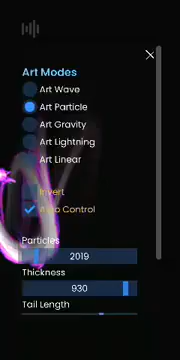 Art Modes
Art Wave
Art Particle
Art Gravity
Art Lightning
Art Linear
Invert
Auto Control
Particles
2019
Thickness
930
Tail Length